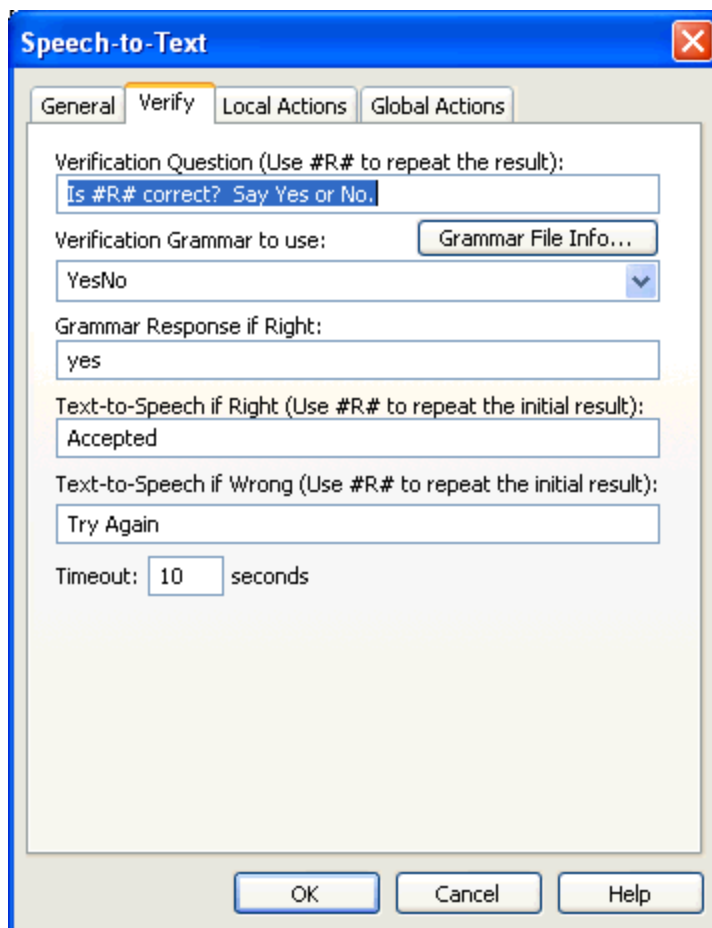 Speech-to-Text
General Verify Local Actions Global Actions
Verification Question (Use #R# to repeat the result):
Is #R# correct?  Say Yes or No.
Verification Grammar to use: Grammar File Info...
YesNo
Grammar Response if Right:
yes
Text-to-Speech if Right (Use #R# to repeat the initial result):
Accepted
Text-to-Speech if Wrong (Use #R# to repeat the initial result):
Try Again
Timeout: 10 seconds
OK Cancel Help